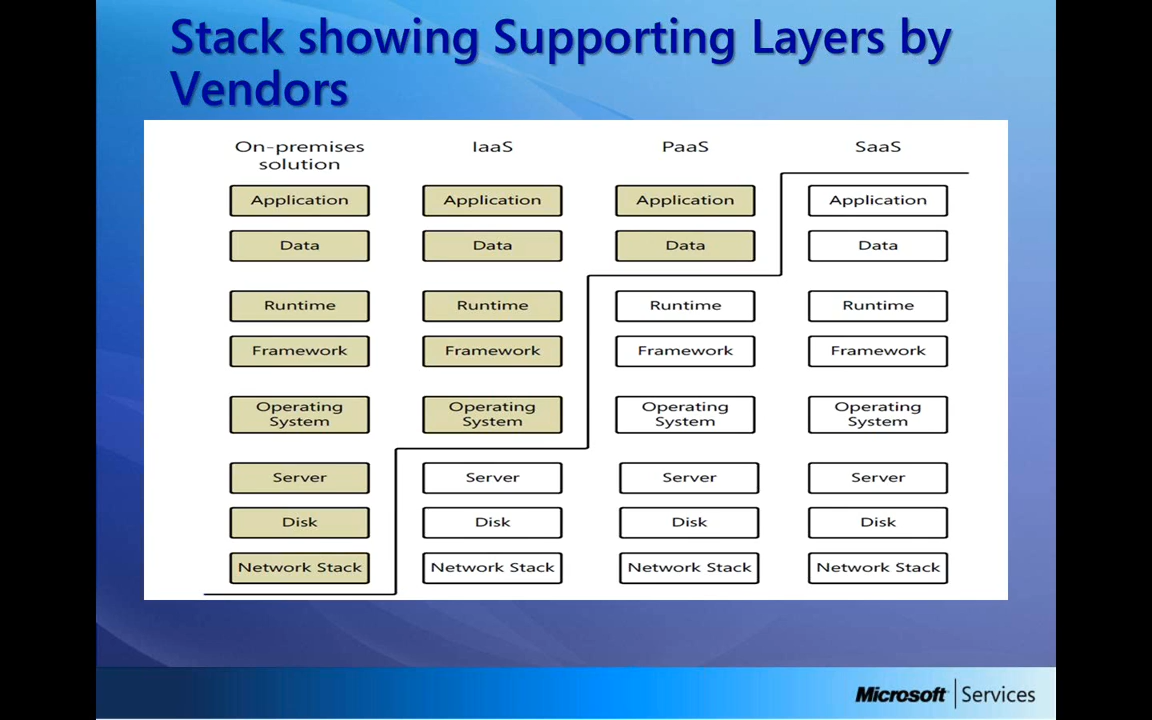 Stack showing Supporting Layers by
Vendors
On-premises
solution
IaaS
PaaS
SaaS
Application
Application
Application
Application
Data
Data
Data
Data
Runtime
Runtime
Runtime
Runtime
Framework
Framework
Framework
Framework
Operating
System
Operating
System
Operating
System
Operating
System
Server
Server
Server
Server
Disk
Disk
Disk
Disk
Network Stack
Network Stack
Network Stack
Network Stack
Microsoft Services